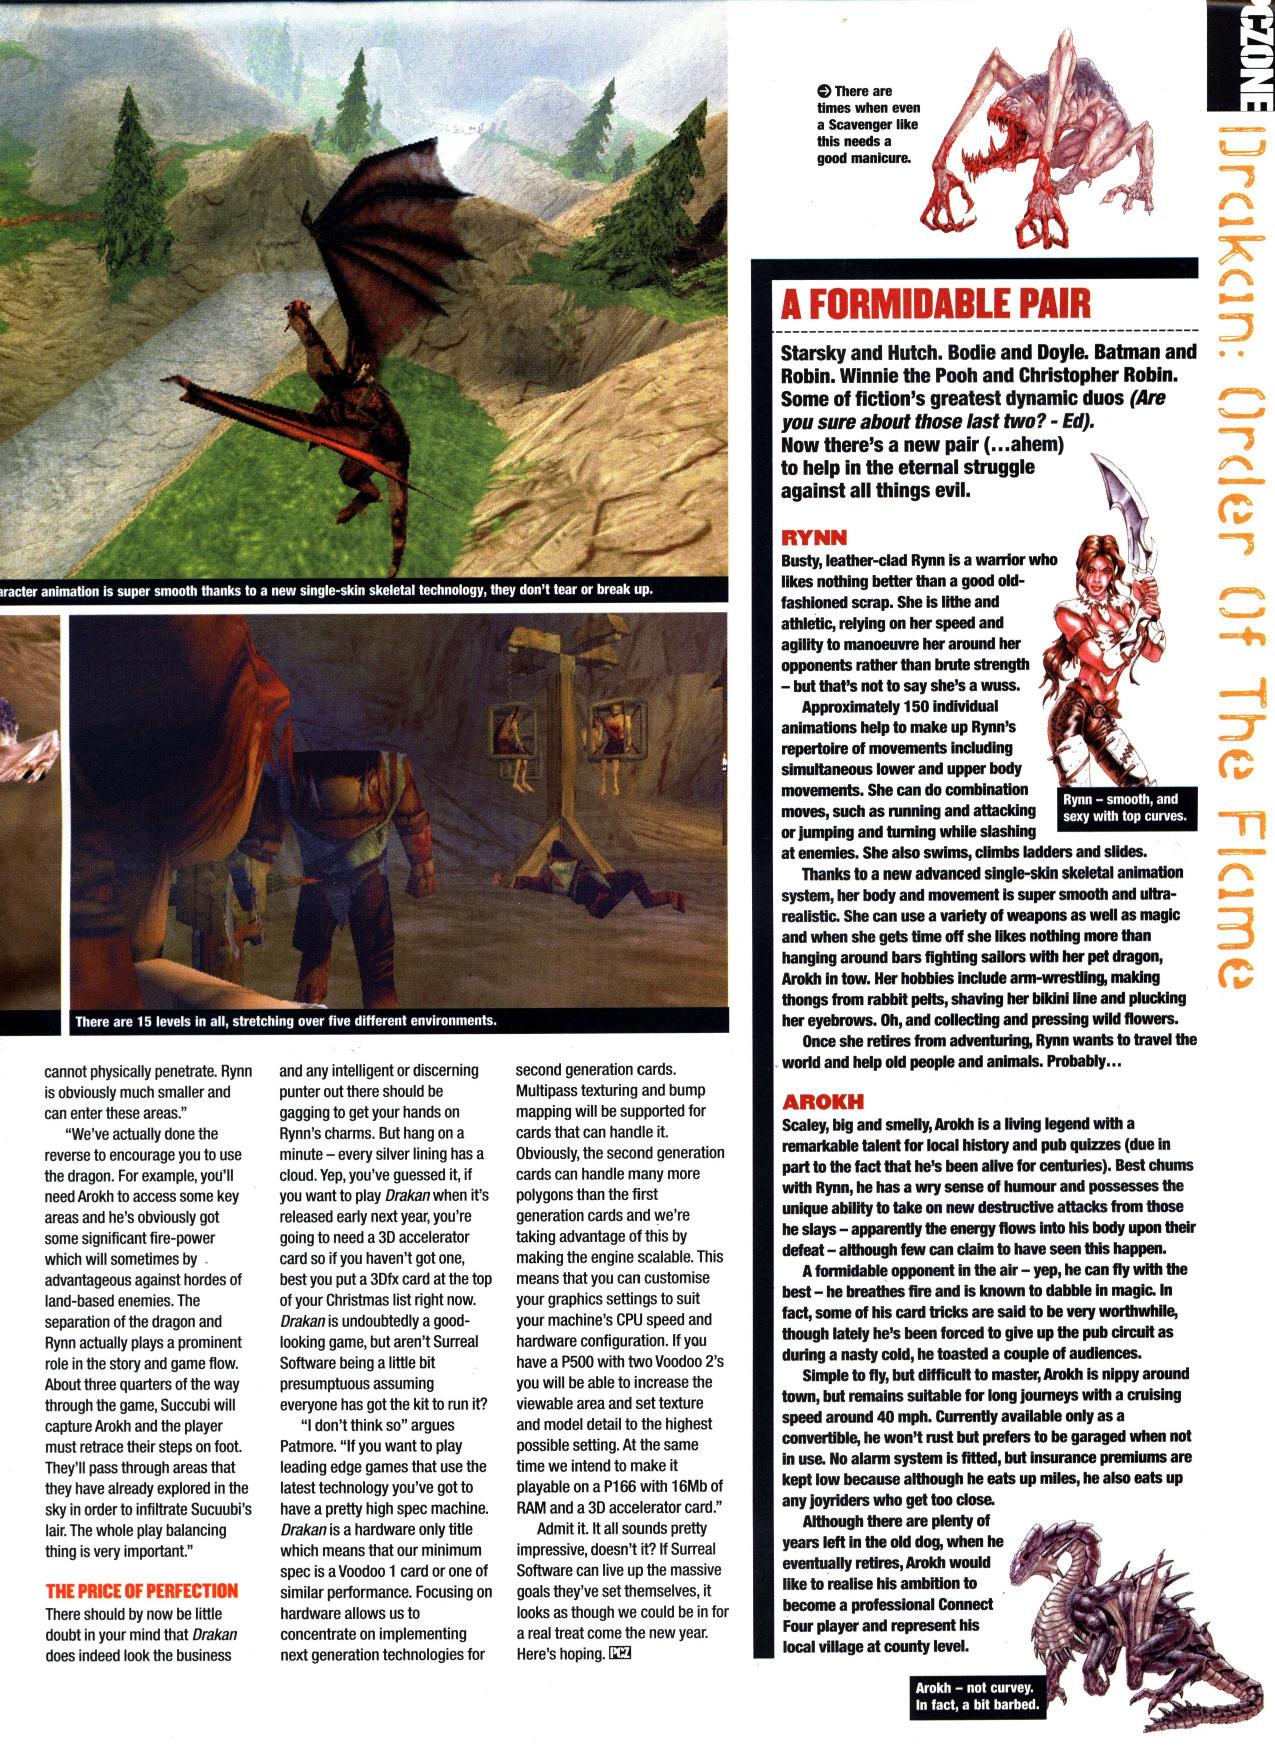 PCZONE
Drakan: Order Of The Flame
There are
times when even
a Scavenger like
this needs a
good manicure.
aracter animation is super smooth thanks to a new single-skin skeletal technology, they don't tear or break up.
There are 15 levels in all, stretching over five different environments.
cannot physically penetrate. Rynn
is obviously much smaller and
can enter these areas."
"We've actually done the
reverse to encourage you to use
the dragon. For example, you'll
need Arokh to access some key
areas and he's obviously got
some significant fire-power
which will sometimes by
advantageous against hordes of
land-based enemies. The
separation of the dragon and
Rynn actually plays a prominent
role in the story and game flow.
About three quarters of the way
through the game, Succubi will
capture Arokh and the player
must retrace their steps on foot.
They'll pass through areas that
they have already explored in the
sky in order to infiltrate Sucuubi's
lair. The whole play balancing
thing is very important."
THE PRICE OF PERFECTION
There should by now be little
doubt in your mind that Drakan
does indeed look the business
and any intelligent or discerning
punter out there should be
gagging to get your hands on
Rynn's charms. But hang on a
minute – every silver lining has a
cloud. Yep, you've guessed it, if
you want to play Drakan when it's
released early next year, you're
going to need a 3D accelerator
card so if you haven't got one,
best you put a 3Dfx card at the top
of your Christmas list right now.
Drakan is undoubtedly a good-
looking game, but aren't Surreal
Software being a little bit
presumptuous assuming
everyone has got the kit to run it?
"I don't think so" argues
Patmore. "If you want to play
leading edge games that use the
latest technology you've got to
have a pretty high spec machine.
Drakan is a hardware only title
which means that our minimum
spec is a Voodoo 1 card or one of
similar performance. Focusing on
hardware allows us to
concentrate on implementing
next generation technologies for
second generation cards.
Multipass texturing and bump
mapping will be supported for
cards that can handle it.
Obviously, the second generation
cards can handle many more
polygons than the first
generation cards and we're
taking advantage of this by
making the engine scalable. This
means that you can customise
your graphics settings to suit
your machine's CPU speed and
hardware configuration. If you
have a P500 with two Voodoo 2's
you will be able to increase the
viewable area and set texture
and model detail to the highest
possible setting. At the same
time we intend to make it
playable on a P166 with 16Mb of
RAM and a 3D accelerator card."
Admit it. It all sounds pretty
impressive, doesn't it? If Surreal
Software can live up the massive
goals they've set themselves, it
looks as though we could be in for
a real treat come the new year.
Here's hoping. PCZ
A FORMIDABLE PAIR
Starsky and Hutch. Bodie and Doyle. Batman and
Robin. Winnie the Pooh and Christopher Robin.
Some of fiction's greatest dynamic duos (Are
you sure about those last two? - Ed).
Now there's a new pair (...ahem)
to help in the eternal struggle
against all things evil.
RYNN
Busty, leather-clad Rynn is a warrior who
likes nothing better than a good old-
fashioned scrap. She is lithe and
athletic, relying on her speed and
agility to manoeuvre her around her
opponents rather than brute strength
– but that's not to say she's a wuss.
Approximately 150 individual
animations help to make up Rynn's
repertoire of movements including
simultaneous lower and upper body
movements. She can do combination
moves, such as running and attacking
or jumping and turning while slashing
at enemies. She also swims, climbs ladders and slides.
Thanks to a new advanced single-skin skeletal animation
system, her body and movement is super smooth and ultra-
realistic. She can use a variety of weapons as well as magic
and when she gets time off she likes nothing more than
hanging around bars fighting sailors with her pet dragon,
Arokh in tow. Her hobbies include arm-wrestling, making
thongs from rabbit pelts, shaving her bikini line and plucking
her eyebrows. Oh, and collecting and pressing wild flowers.
Once she retires from adventuring, Rynn wants to travel the
world and help old people and animals. Probably...
Rynn – smooth, and
sexy with top curves.
AROKH
Scaley, big and smelly, Arokh is a living legend with a
remarkable talent for local history and pub quizzes (due in
part to the fact that he's been alive for centuries). Best chums
with Rynn, he has a wry sense of humour and possesses the
unique ability to take on new destructive attacks from those
he slays – apparently the energy flows into his body upon their
defeat – although few can claim to have seen this happen.
A formidable opponent in the air – yep, he can fly with the
best – he breathes fire and is known to dabble in magic. In
fact, some of his card tricks are said to be very worthwhile,
though lately he's been forced to give up the pub circuit as
during a nasty cold, he toasted a couple of audiences.
Simple to fly, but difficult to master, Arokh is nippy around
town, but remains suitable for long journeys with a cruising
speed around 40 mph. Currently available only as a
convertible, he won't rust but prefers to be garaged when not
in use. No alarm system is fitted, but insurance premiums are
kept low because although he eats up miles, he also eats up
any joyriders who get too close.
Although there are plenty of
years left in the old dog, when he
eventually retires, Arokh would
like to realise his ambition to
become a professional Connect
Four player and represent his
local village at county level.
Arokh – not curvey.
In fact, a bit barbed.